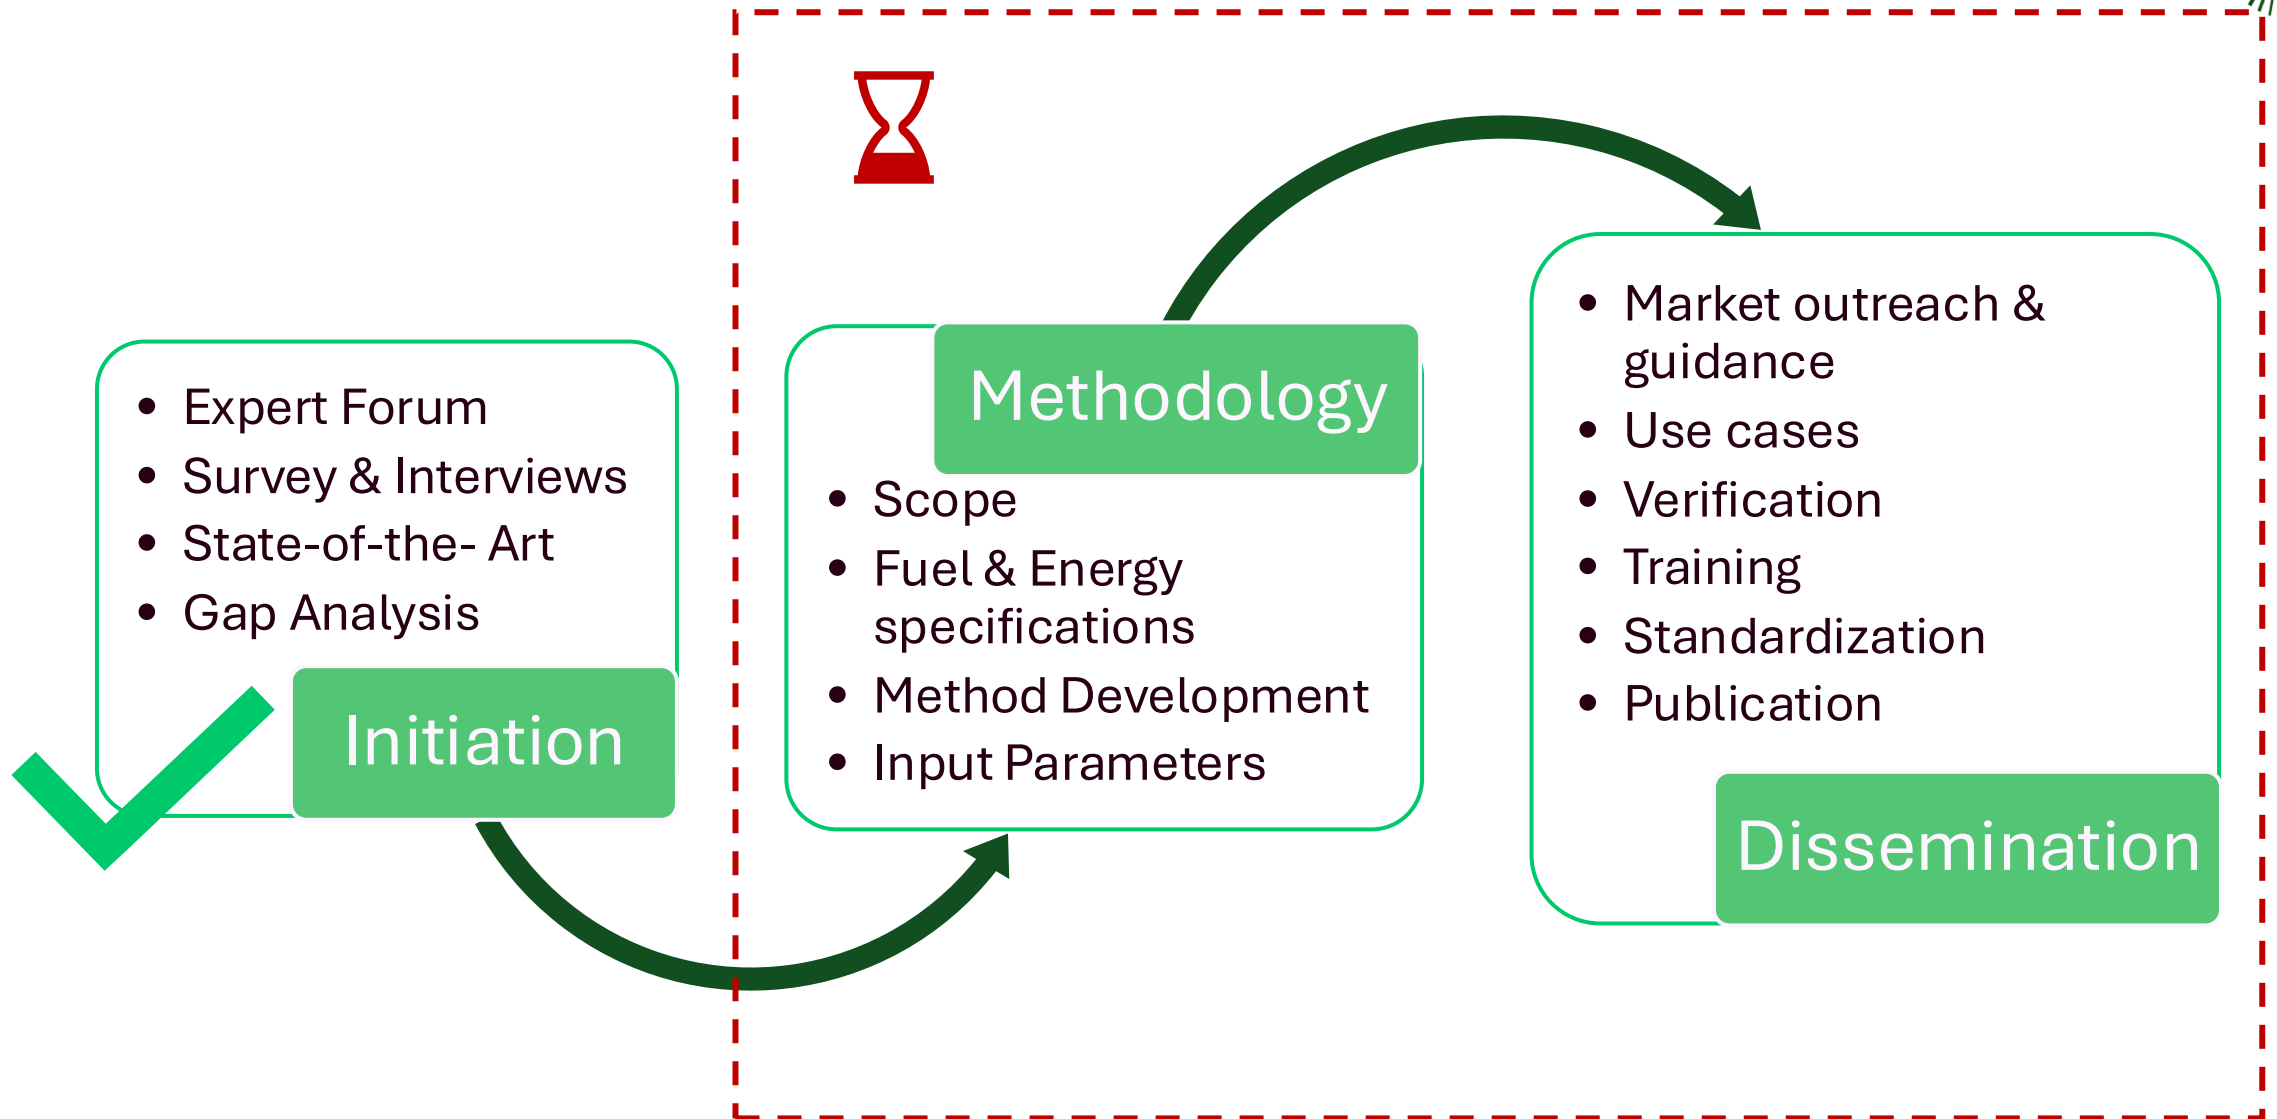 • Expert Forum
• Survey & Interviews
• State-of-the- Art
• Gap Analysis
Initiation
Methodology
• Scope
• Fuel & Energy
specifications
• Method Development
• Input Parameters
• Market outreach &
guidance
• Use cases
• Verification
• Training
• Standardization
• Publication
Dissemination